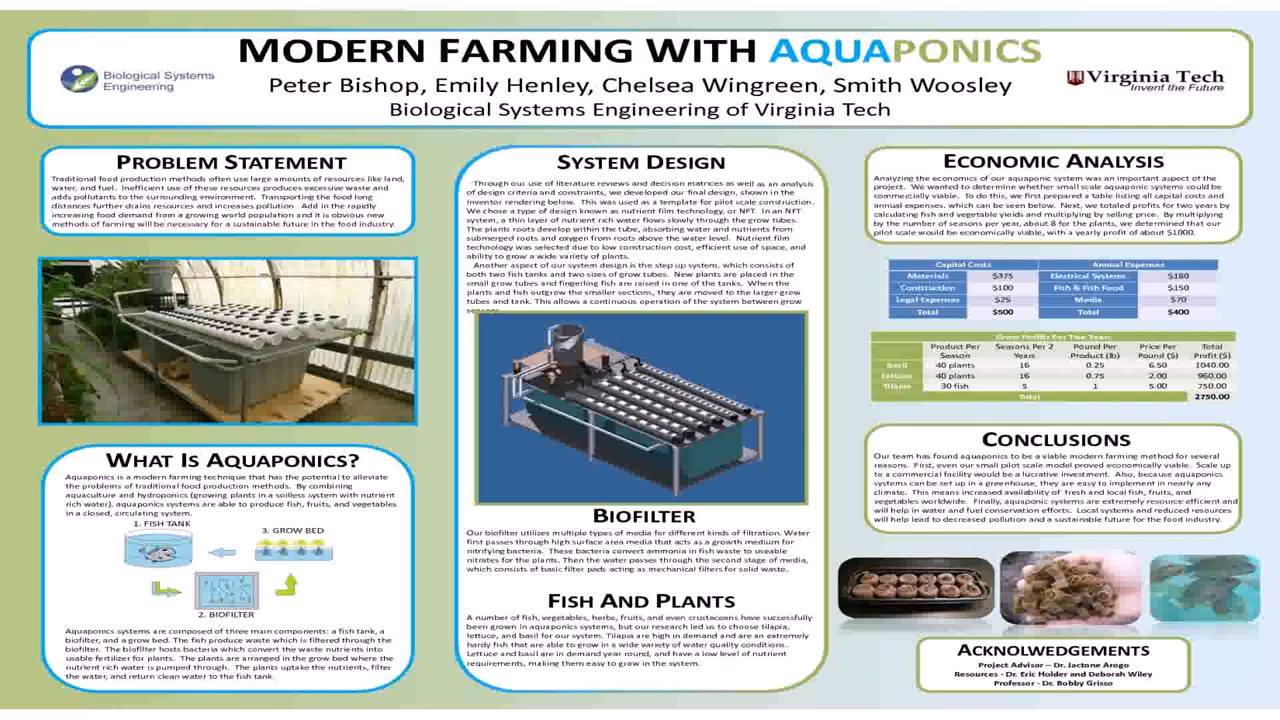 MODERN FARMING WITH AQUAPONICS
Peter Bishop, Emily Henley, Chelsea Wingreen, Smith Woosley
Biological Systems Engineering of Virginia Tech
Biological Systems
Engineering
Virginia Tech
Invent the Future
PROBLEM STATEMENT
Traditional food production methods often use large amounts of resources like land,
water, and fuel. Inefficient use of these resources produces excessive waste and
adds pollutants to the surrounding environment. Transporting the food long
distances further drains resources and increases pollution Add in the rapidly
increasing food demand from a growing world population and it is obvious new
methods of farming will be necessary for a sustainable future in the food industry.
WHAT IS AQUAPONICS?
Aquaponics is a modern farming technique that has the potential to alleviate
the problems of traditional food production methods. By combining
aquaculture and hydroponics (growing plants in a soilless system with nutrient
rich water), aquaponics systems are able to produce fish, fruits, and vegetables
in a closed, circulating system.
1. FISH TANK
3. GROW BED
2. BIOFILTER
Aquaponics systems are composed of three main components: a fish tank, a
biofilter, and a grow bed. The fish produce waste which is filtered through the
biofilter. The biofilter hosts bacteria which convert the waste nutrients into
usable fertilizer for plants. The plants are arranged in the grow bed where the
nutrient rich water is pumped through. The plants uptake the nutrients, filter
the water, and return clean water to the fish tank.
SYSTEM DESIGN
Through our use of literature reviews and decision matrices as well as an analysis
of design criteria and constraints, we developed our final design, shown in the
Inventor rendering below. This was used as a template for pilot scale construction.
We chose a type of design known as nutrient film technology, or NFT. In an NFT
system, a thin layer of nutrient rich water flows slowly through the grow tubes.
The plants roots develop within the tube, absorbing water and nutrients from
submerged roots and oxygen from roots above the water level. Nutrient film
technology was selected due to low construction cost, efficient use of space, and
ability to grow a wide variety of plants.
Another aspect of our system design is the step up system, which consists of
both two fish tanks and two sizes of grow tubes. New plants are placed in the
small grow tubes and fingerling fish are raised in one of the tanks. When the
plants and fish outgrow the smaller sections, they are moved to the larger grow
tubes and tank. This allows a continuous operation of the system between grow
BIOFILTER
Our biofilter utilizes multiple types of media for different kinds of filtration. Water
first passes through high surface area media that acts as a growth medium for
nitrifying bacteria. These bacteria convert ammonia in fish waste to useable
nitrates for the plants. Then the water passes through the second stage of media,
which consists of basic filter pads acting as mechanical filters for solid waste.
FISH AND PLANTS
A number of fish, vegetables, herbs, fruits, and even crustaceans have successfully
been grown in aquaponics systems, but our research led us to choose tilapia,
lettuce, and basil for our system. Tilapia are high in demand and are an extremely
hardy fish that are able to grow in a wide variety of water quality conditions.
Lettuce and basil are in demand year round, and have a low level of nutrient
requirements, making them easy to grow in the system.
ECONOMIC ANALYSIS
Analyzing the economics of our aquaponic system was an important aspect of the
project. We wanted to determine whether small scale aquaponic systems could be
commercially viable. To do this, we first prepared a table listing all capital costs and
annual expenses, which can be seen below. Next, we totaled profits for two years by
calculating fish and vegetable yields and multiplying by selling price. By multiplying
by the number of seasons per year, about 8 for the plants, we determined that our
pilot scale would be economically viable, with a yearly profit of about $1000.
Capital Costs Annual Expenses
Materials $375 Electrical Systems $180
Construction $100 Fish & Fish Food $150
Legal Expenses $25 Media $70
Total $500 Total $400
Gross Profits For Two Years
Product Per Season Seasons Per 2 Years Pound Per Product (lb) Price Per Pound ($) Total Profit ($)
Basil 40 plants 16 0.25 6.50 1040.00
Lettuce 40 plants 16 0.75 2.00 960.00
Tilapia 30 fish 5 1 5.00 750.00
Total 2750.00
CONCLUSIONS
Our team has found aquaponics to be a viable modern farming method for several
reasons. First, even our small pilot scale model proved economically viable. Scale up
to a commercial facility would be a lucrative investment. Also, because aquaponics
systems can be set up in a greenhouse, they are easy to implement in nearly any
climate. This means increased availability of fresh and local fish, fruits, and
vegetables worldwide. Finally, aquaponic systems are extremely resource efficient and
will help in water and fuel conservation efforts. Local systems and reduced resources
will help lead to decreased pollution and a sustainable future for the food industry.
ACKNOLWEDGEMENTS
Project Advisor – Dr. Jactone Arogo
Resources - Dr. Eric Holder and Deborah Wiley
Professor - Dr. Bobby Grisso